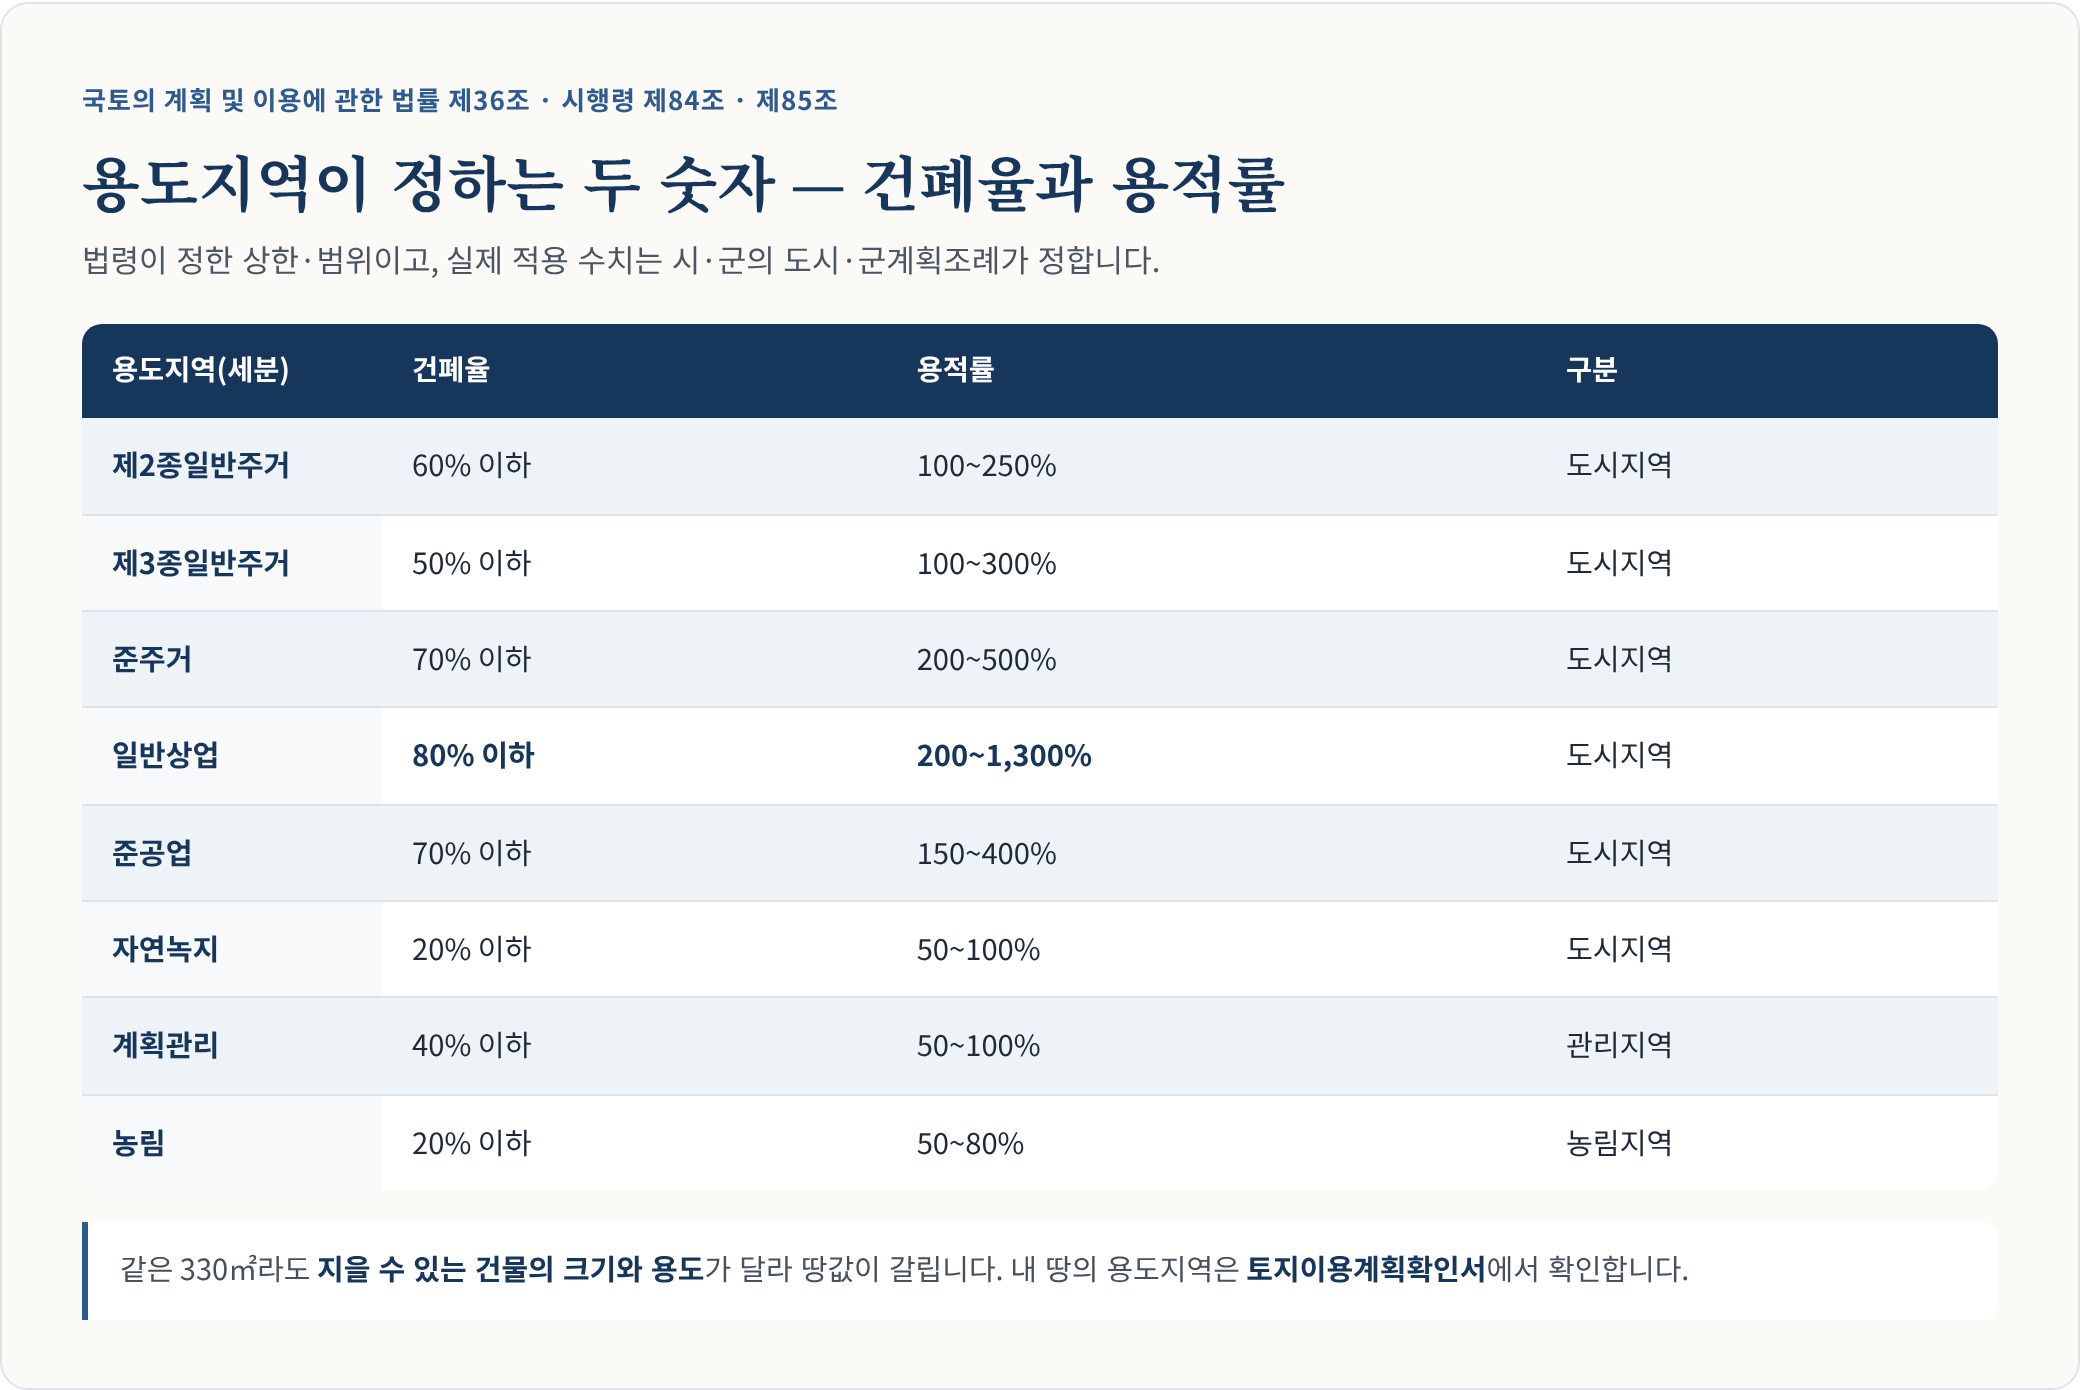 국토의 계획 및 이용에 관한 법률 제36조 · 시행령 제84조 · 제85조
용도지역이 정하는 두 숫자 — 건폐율과 용적률
법령이 정한 상한·범위이고, 실제 적용 수치는 시·군의 도시·군계획조례가 정합니다.
용도지역(세분) 건폐율 용적률 구분
제2종일반주거 60% 이하 100~250% 도시지역
제3종일반주거 50% 이하 100~300% 도시지역
준주거 70% 이하 200~500% 도시지역
일반상업 80% 이하 200~1,300% 도시지역
준공업 70% 이하 150~400% 도시지역
자연녹지 20% 이하 50~100% 도시지역
계획관리 40% 이하 50~100% 관리지역
농림 20% 이하 50~80% 농림지역
같은 330㎡라도 지을 수 있는 건물의 크기와 용도가 달라 땅값이 갈립니다. 내 땅의 용도지역은 토지이용계획확인서에서 확인합니다.